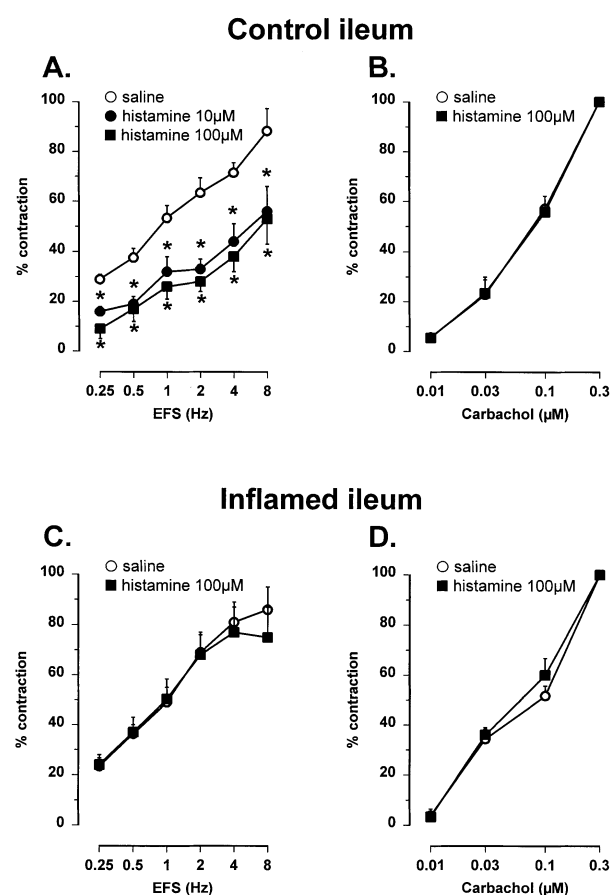 Control ileum
A.
saline
histamine 10µM
histamine 100µM
% contraction
100
80
60
40
20
0
* * * * * *
* * * * * *
0.25 0.5 1 2 4 8
EFS (Hz)
B.
saline
histamine 100µM
% contraction
100
80
60
40
20
0
0.01 0.03 0.1 0.3
Carbachol (µM)
Inflamed ileum
C.
saline
histamine 100µM
% contraction
100
80
60
40
20
0
0.25 0.5 1 2 4 8
EFS (Hz)
D.
saline
histamine 100µM
% contraction
100
80
60
40
20
0
0.01 0.03 0.1 0.3
Carbachol (µM)